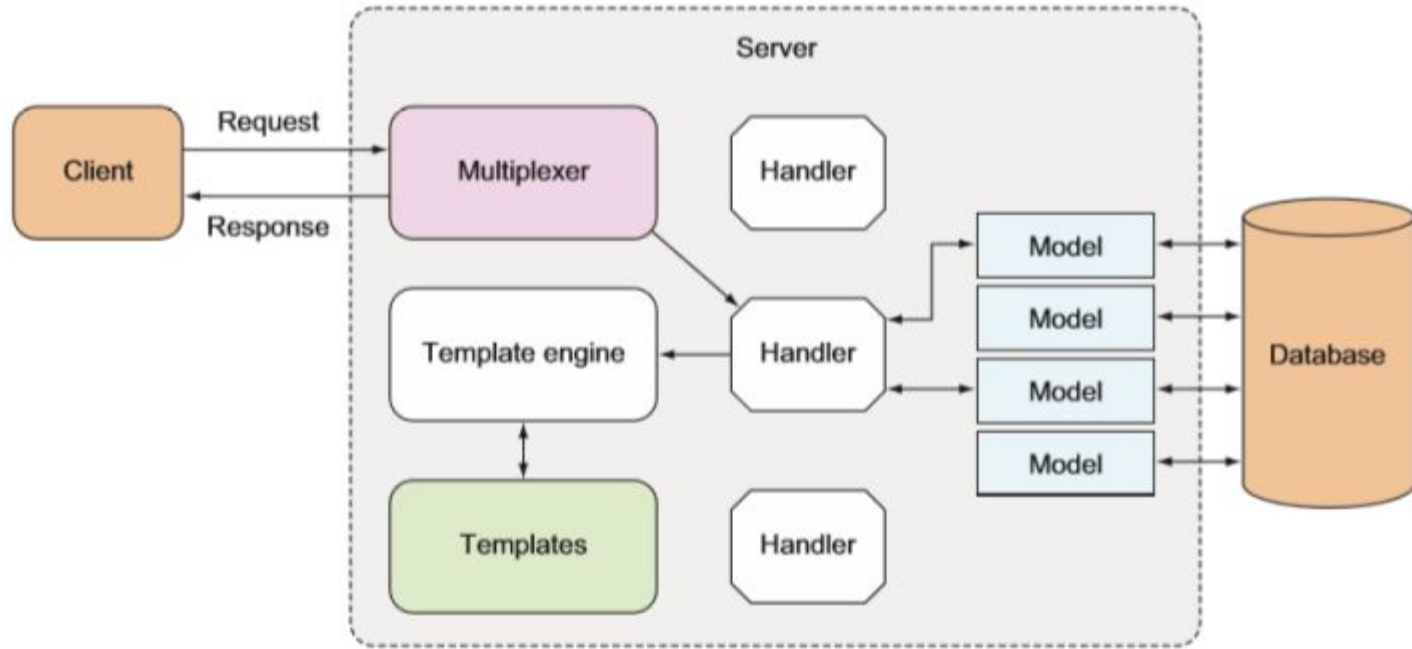 Server
Request
Client
Multiplexer
Handler
Response
Model
Model
Template engine
Handler
Database
Model
Model
Templates
Handler